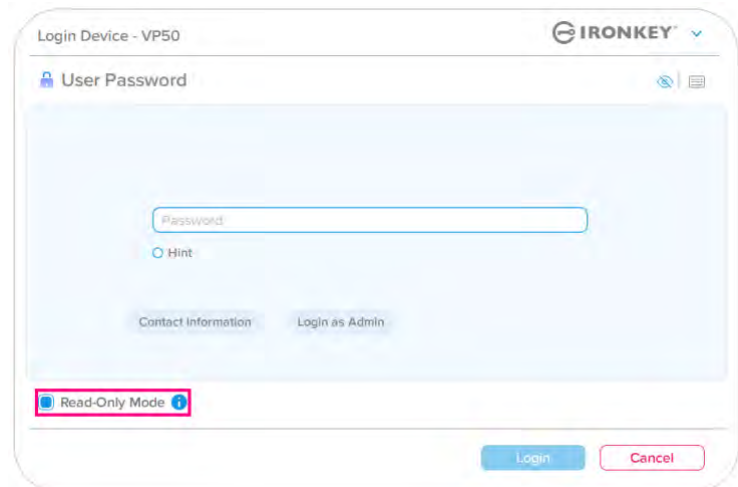 Login Device - VP50
IRONKEY
User Password
Password
Hint
Contact Information
Login as Admin
Read-Only Mode
Login
Cancel